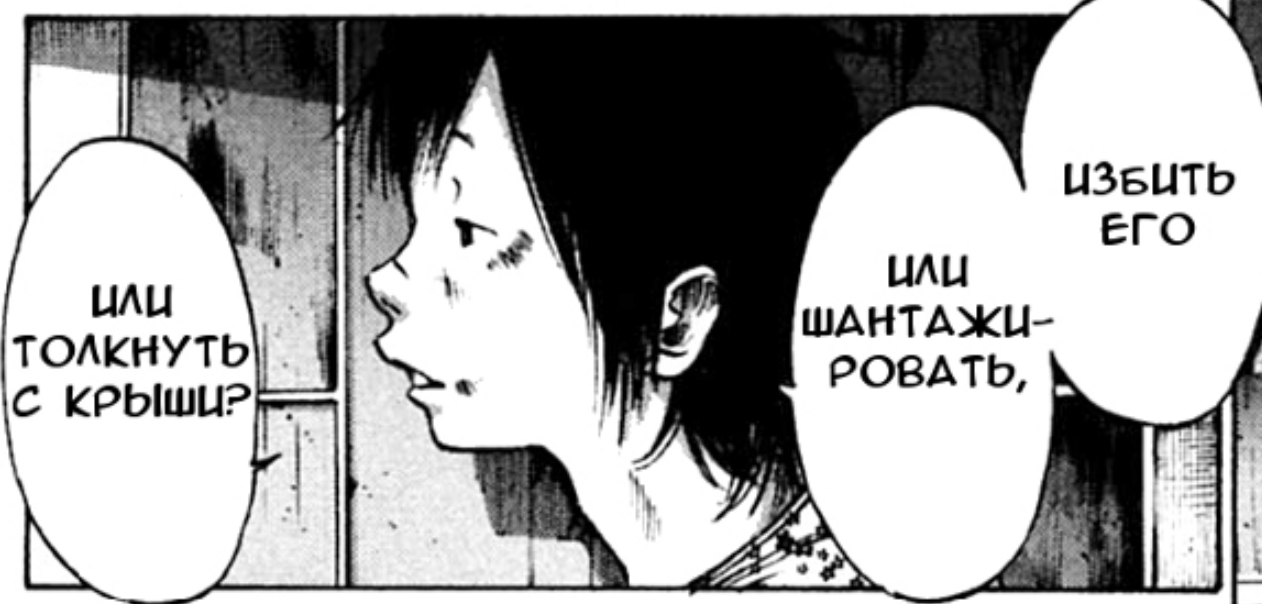 ИЗБИТЬ
ЕГО
ИЛИ
ШАНТАЖИ-
РОВАТЬ,
ИЛИ
ТОЛКНУТЬ
С КРЫШИ?